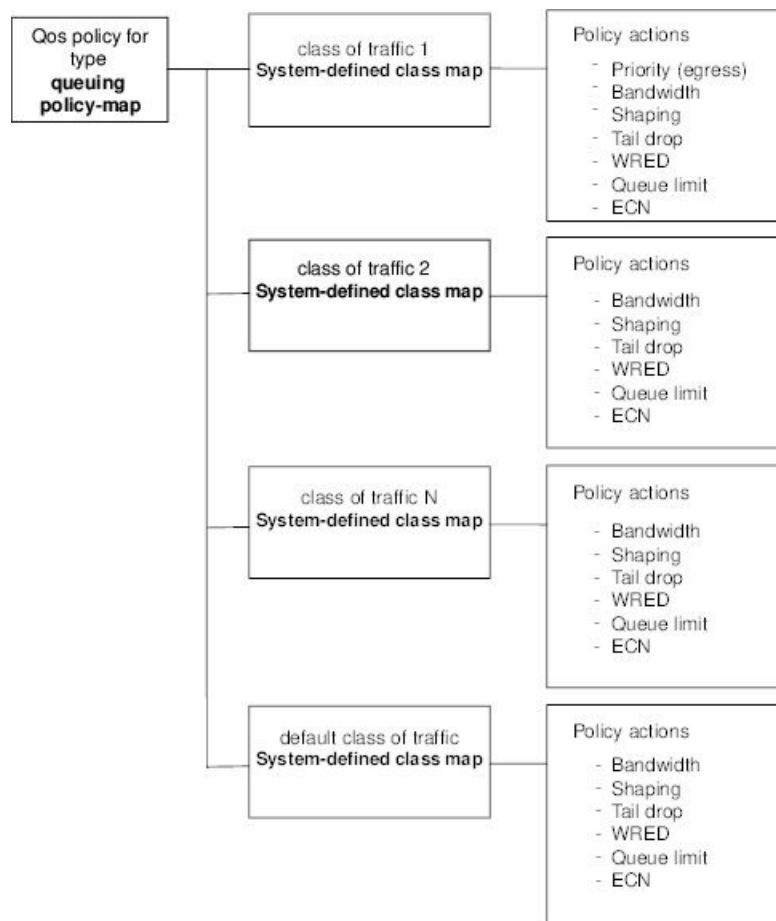 Qos policy for
type
queuing
policy-map
class of traffic 1
System-defined class map
Policy actions
- Priority (egress)
- Bandwidth
- Shaping
- Tail drop
- WRED
- Queue limit
- ECN
class of traffic 2
System-defined class map
Policy actions
- Bandwidth
- Shaping
- Tail drop
- WRED
- Queue limit
- ECN
class of traffic N
System-defined class map
Policy actions
- Bandwidth
- Shaping
- Tail drop
- WRED
- Queue limit
- ECN
default class of traffic
System-defined class map
Policy actions
- Bandwidth
- Shaping
- Tail drop
- WRED
- Queue limit
- ECN